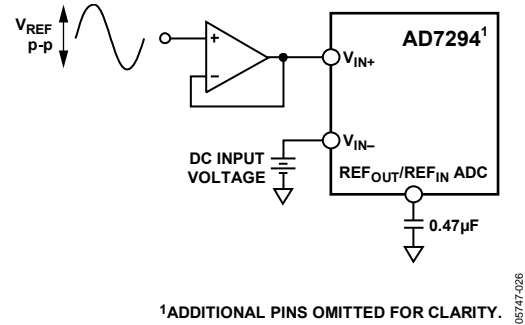 VREF
p-p
+
–
AD7294¹
VIN+
VIN–
DC INPUT
VOLTAGE
REFOUT/REFIN ADC
0.47µF
¹ADDITIONAL PINS OMITTED FOR CLARITY.
05747-026